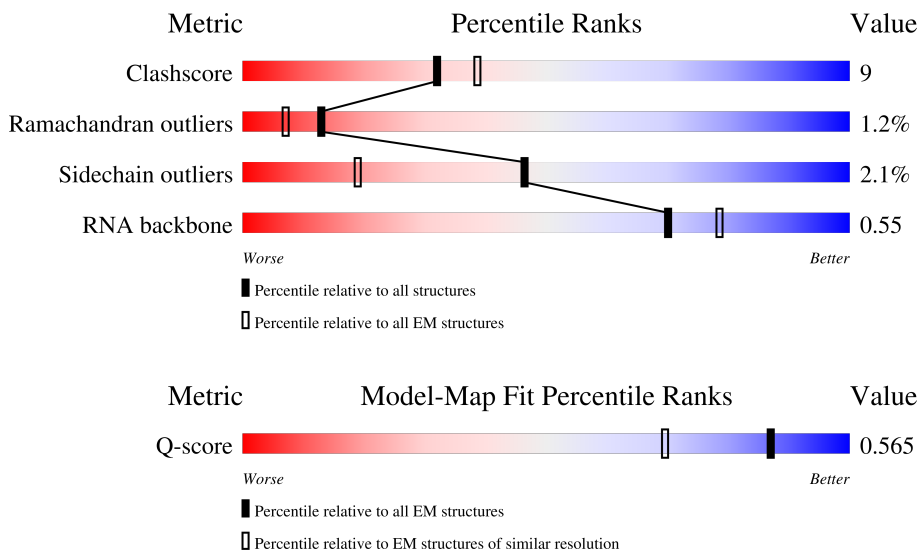 Metric Percentile Ranks Value
Clashscore 9
Ramachandran outliers 1.2%
Sidechain outliers 2.1%
RNA backbone 0.55
Worse Better
Percentile relative to all structures
Percentile relative to all EM structures
Metric Model-Map Fit Percentile Ranks Value
Q-score 0.565
Worse Better
Percentile relative to all EM structures
Percentile relative to EM structures of similar resolution